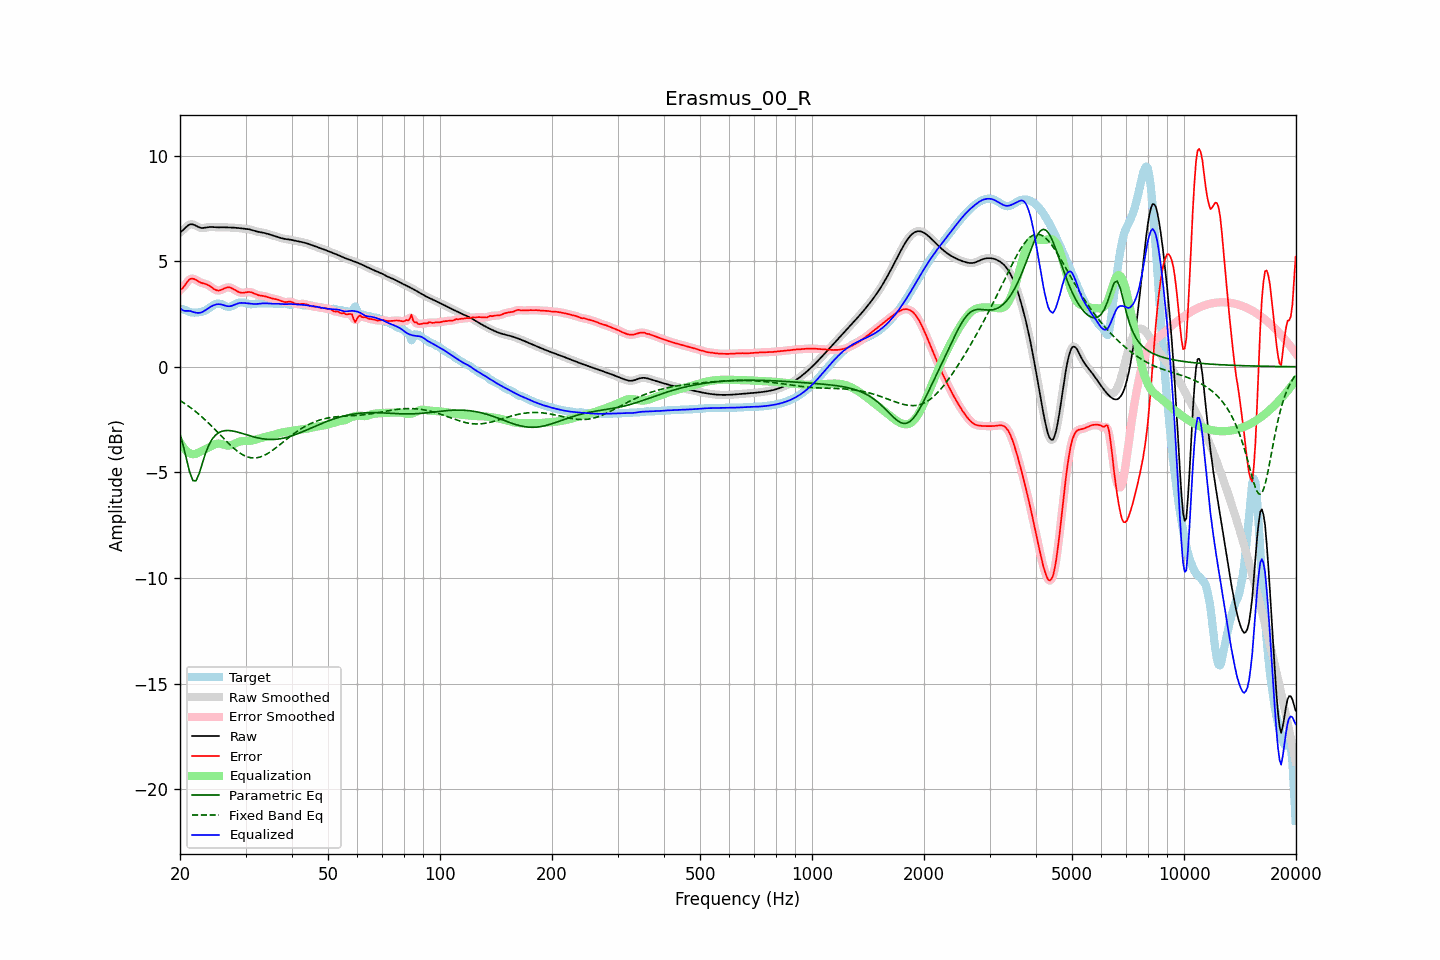 Erasmus_00_R
Amplitude (dBr)
10
5
0
−5
−10
−15
−20
Target
Raw Smoothed
Error Smoothed
Raw
Error
Equalization
Parametric Eq
Fixed Band Eq
Equalized
20 50 100 200 500 1000 2000 5000 10000 20000
Frequency (Hz)